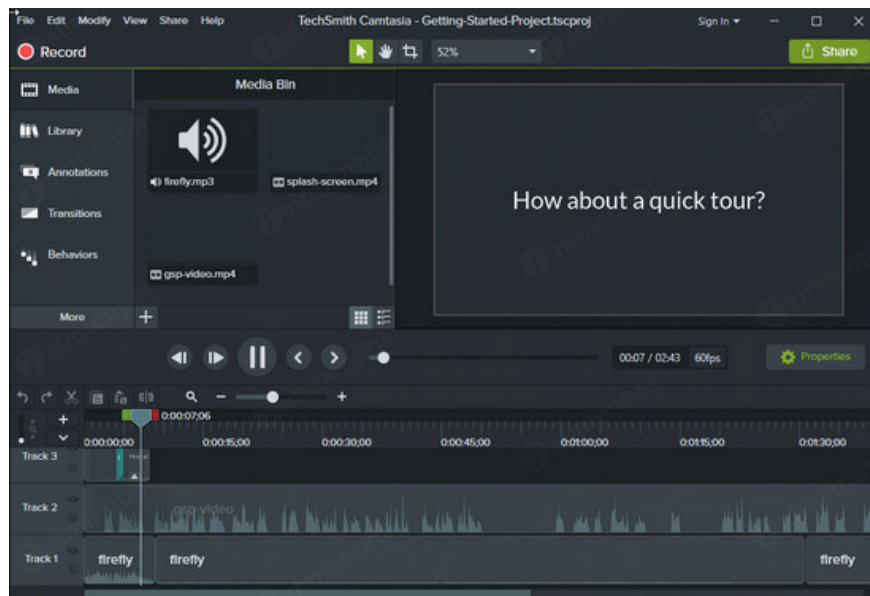 File Edit Modify View Share Help TechSmith Camtasia - Getting-Started-Project.tscproj Sign In
Record 52% Share
Media
Media Bin
Library
Annotations
Transitions
Behaviors
More
firefly.mp3 splash-screen.mp4
gsp-video.mp4
How about a quick tour?
00:07 / 02:43 60fps Properties
0:00:07;06
0:00:00;00 0:00:15;00 0:00:30;00 0:00:45;00 0:01:00;00 0:01:15;00 0:01:30;00
Track 3
Track 2 gsp-video
Track 1 firefly firefly firefly